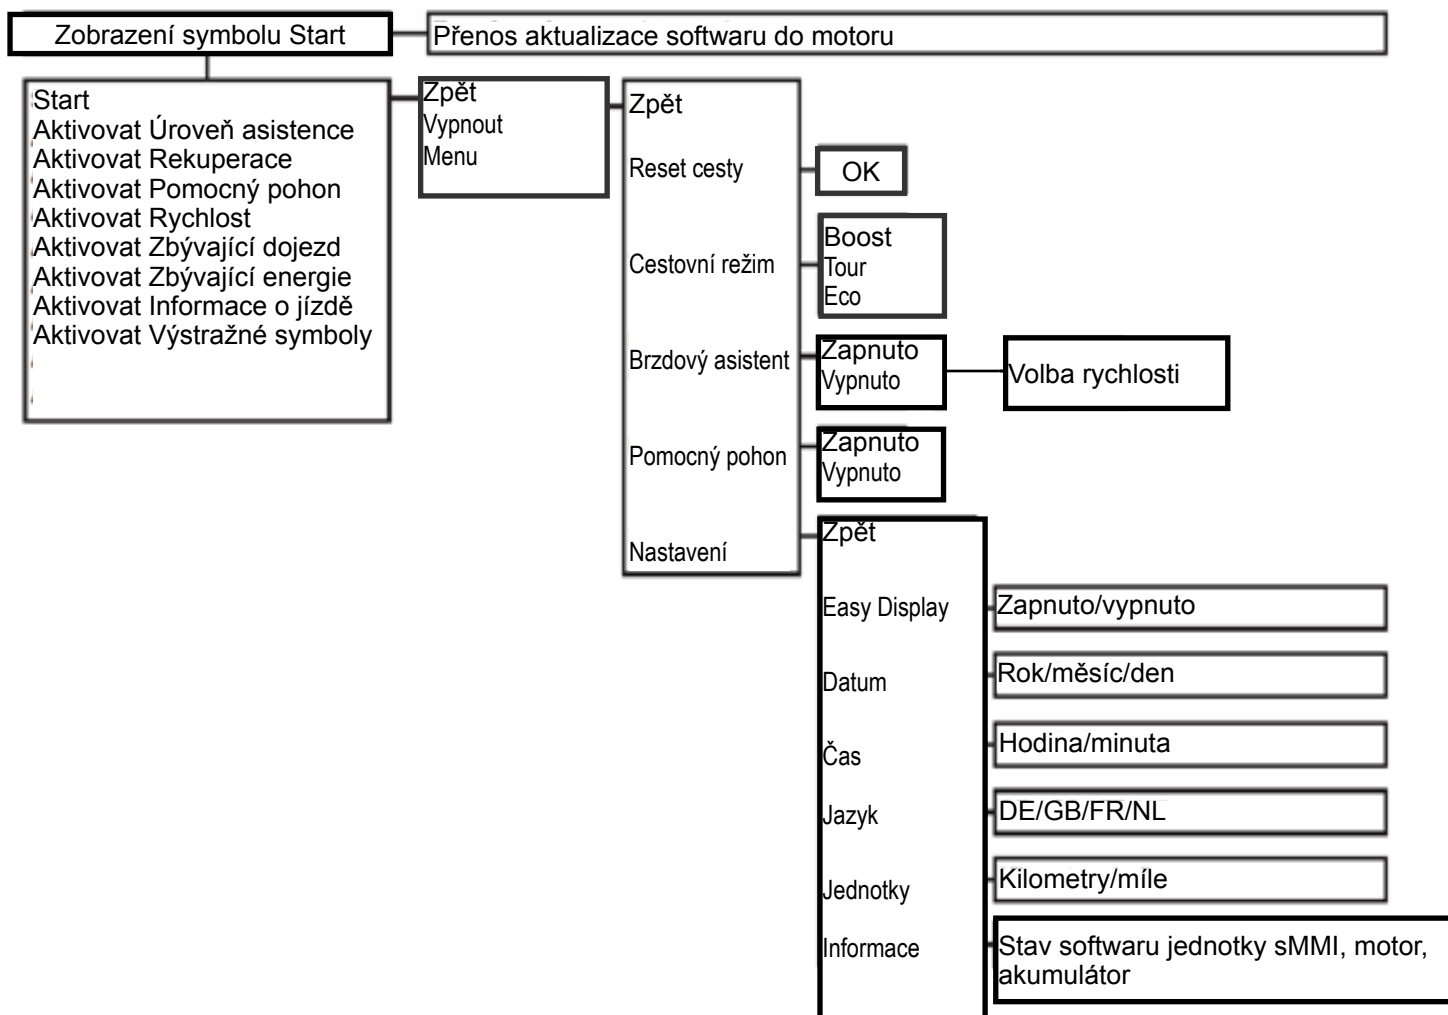 Zobrazení symbolu Start
Přenos aktualizace softwaru do motoru
Start
Aktivovat Úroveň asistence
Aktivovat Rekuperace
Aktivovat Pomocný pohon
Aktivovat Rychlost
Aktivovat Zbývající dojezd
Aktivovat Zbývající energie
Aktivovat Informace o jízdě
Aktivovat Výstražné symboly
Zpět
Vypnout
Menu
Zpět
Reset cesty
OK
Cestovní režim
Boost
Tour
Eco
Brzdový asistent
Zapnuto
Vypnuto
Volba rychlosti
Pomocný pohon
Zapnuto
Vypnuto
Nastavení
Zpět
Easy Display
Zapnuto/vypnuto
Datum
Rok/měsíc/den
Čas
Hodina/minuta
Jazyk
DE/GB/FR/NL
Jednotky
Kilometry/míle
Informace
Stav softwaru jednotky sMMI, motor,
akumulátor